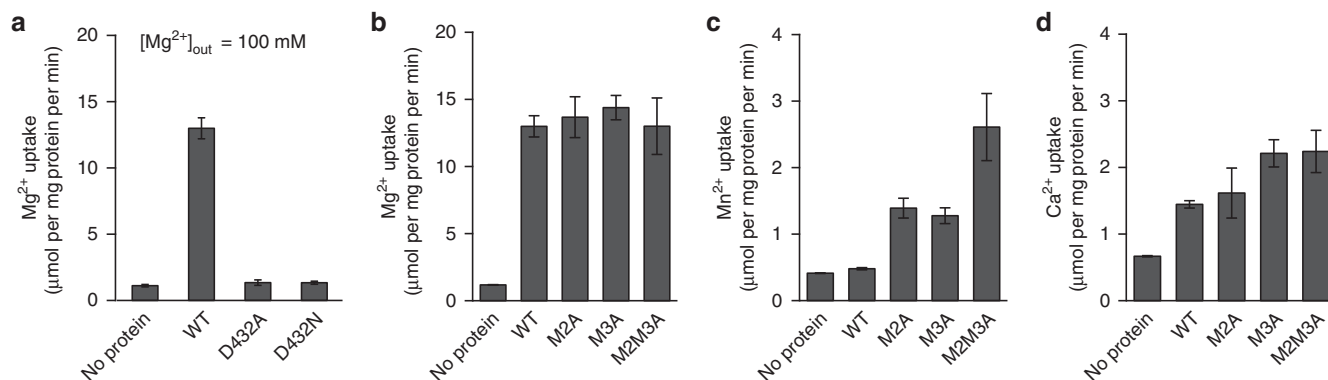 a
[Mg²⁺]out = 100 mM
Mg²⁺ uptake
(μmol per mg protein per min)
20
15
10
5
0
No protein
WT
D432A
D432N
b
Mg²⁺ uptake
(μmol per mg protein per min)
20
15
10
5
0
No protein
WT
M2A
M3A
M2M3A
c
Mn²⁺ uptake
(μmol per mg protein per min)
4
3
2
1
0
No protein
WT
M2A
M3A
M2M3A
d
Ca²⁺ uptake
(μmol per mg protein per min)
4
3
2
1
0
No protein
WT
M2A
M3A
M2M3A